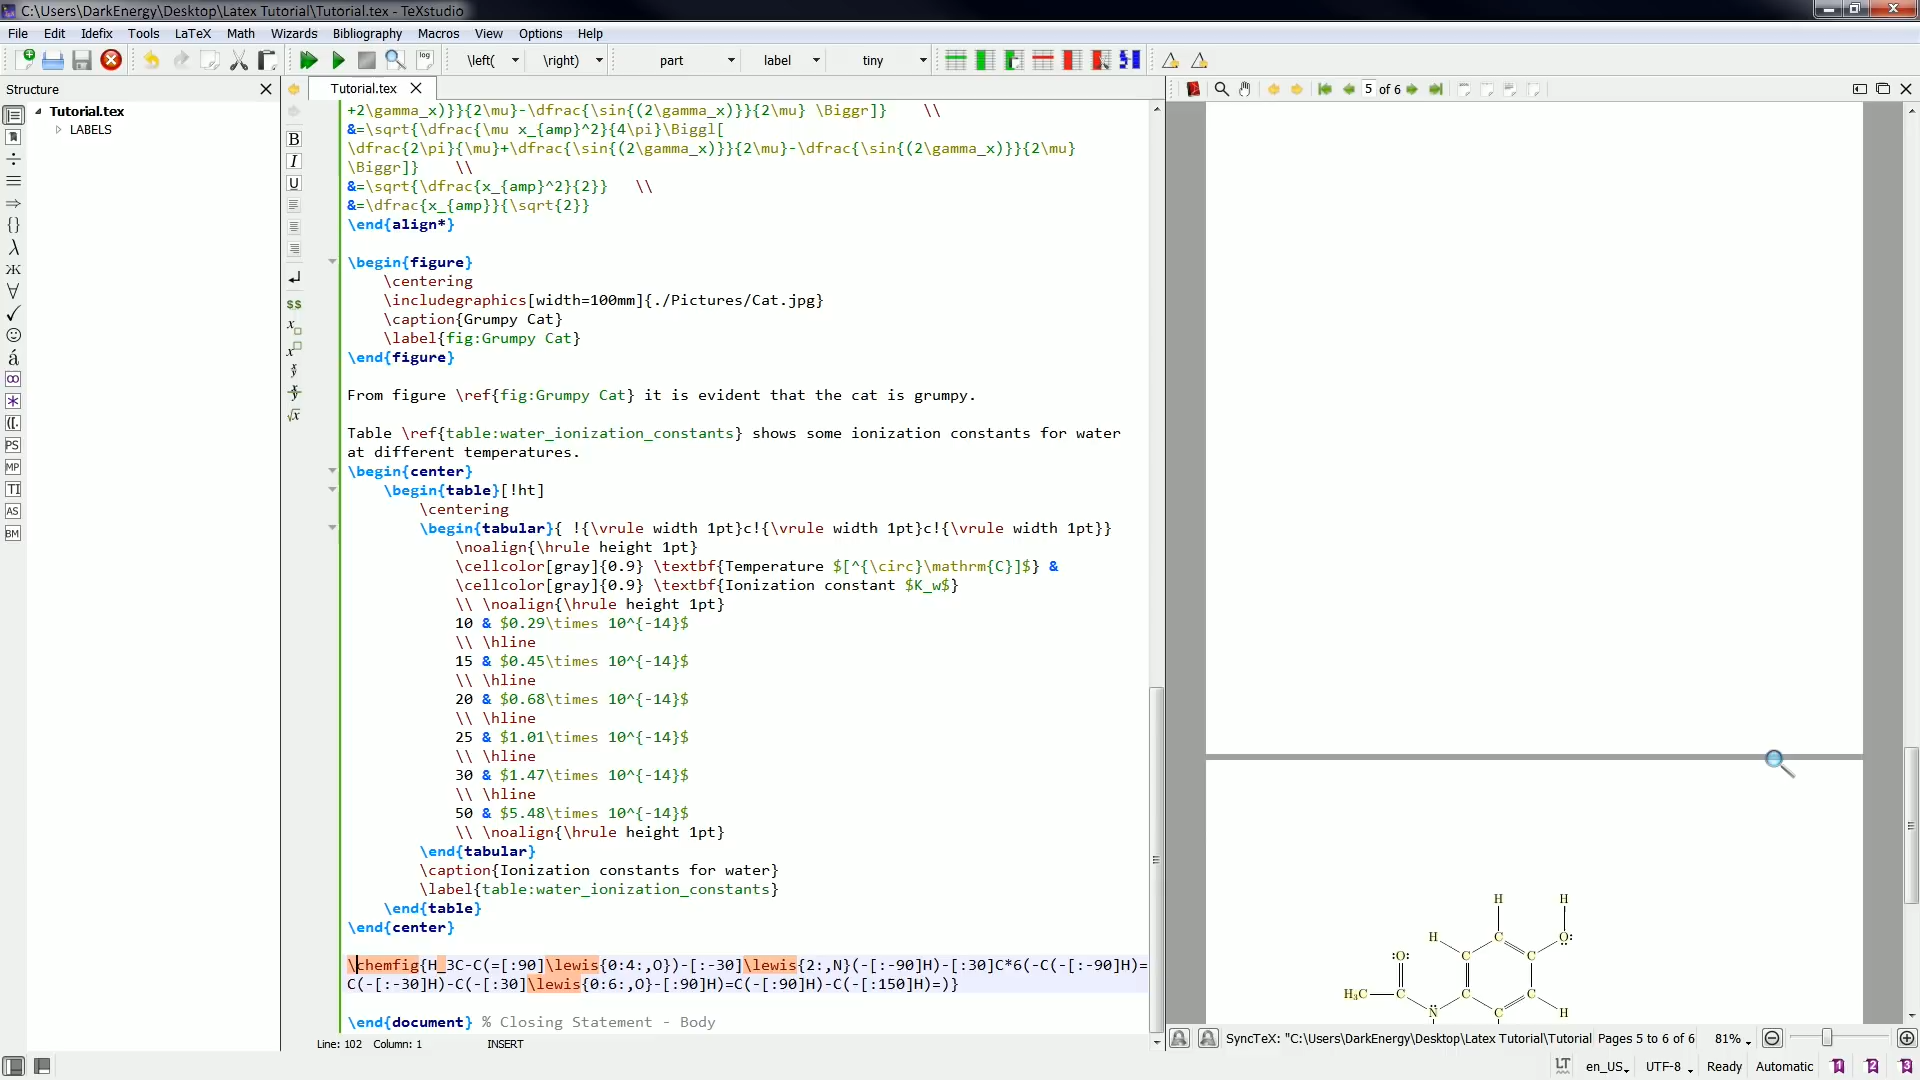 C:\Users\DarkEnergy\Desktop\Latex Tutorial\Tutorial.tex - TeXstudio
File Edit Idefix Tools LaTeX Math Wizards Bibliography Macros View Options Help
log \left( \right) part label tiny
Structure
Tutorial.tex
5 of 6
Tutorial.tex
LABELS
+2\gamma_x)}}{2\mu}-\dfrac{\sin{(2\gamma_x)}}{2\mu} \Biggr]} \\
&=\sqrt{\dfrac{\mu x_{amp}^2}{4\pi}\Biggl[
\dfrac{2\pi}{\mu}+\dfrac{\sin{(2\gamma_x)}}{2\mu}-\dfrac{\sin{(2\gamma_x)}}{2\mu}
\Biggr]} \\
&=\sqrt{\dfrac{x_{amp}^2}{2}} \\
&=\dfrac{x_{amp}}{\sqrt{2}}
\end{align*}
\begin{figure}
\centering
\includegraphics[width=100mm]{./Pictures/Cat.jpg}
\caption{Grumpy Cat}
\label{fig:Grumpy Cat}
\end{figure}
From figure \ref{fig:Grumpy Cat} it is evident that the cat is grumpy.
Table \ref{table:water_ionization_constants} shows some ionization constants for water
at different temperatures.
\begin{center}
\begin{table}[!ht]
\centering
\begin{tabular}{ !{\vrule width 1pt}c!{\vrule width 1pt}c!{\vrule width 1pt}}
\noalign{\hrule height 1pt}
\cellcolor[gray]{0.9} \textbf{Temperature $[^{\circ}\mathrm{C}]$} &
\cellcolor[gray]{0.9} \textbf{Ionization constant $K_w$}
\\ \noalign{\hrule height 1pt}
10 & $0.29\times 10^{-14}$
\\ \hline
15 & $0.45\times 10^{-14}$
\\ \hline
20 & $0.68\times 10^{-14}$
\\ \hline
25 & $1.01\times 10^{-14}$
\\ \hline
30 & $1.47\times 10^{-14}$
\\ \hline
50 & $5.48\times 10^{-14}$
\\ \noalign{\hrule height 1pt}
\end{tabular}
\caption{Ionization constants for water}
\label{table:water_ionization_constants}
\end{table}
\end{center}
\chemfig{H_3C-C(=[:90]\lewis{0:4:,O})-[:-30]\lewis{2:,N}(-[:-90]H)-[:30]C*6(-C(-[:-90]H)=
C(-[:-30]H)-C(-[:30]\lewis{0:6:,O}-[:90]H)=C(-[:90]H)-C(-[:150]H)=)}
\end{document} % Closing Statement - Body
Line: 102 Column: 1 INSERT
B
I
U
$$
PS
MP
TI
AS
BM
H H
H C O
O C C
H₃C C C C
N C H
SyncTeX: "C:\Users\DarkEnergy\Desktop\Latex Tutorial\Tutorial Pages 5 to 6 of 6 81%
LT en_US UTF-8 Ready Automatic 1 2 3